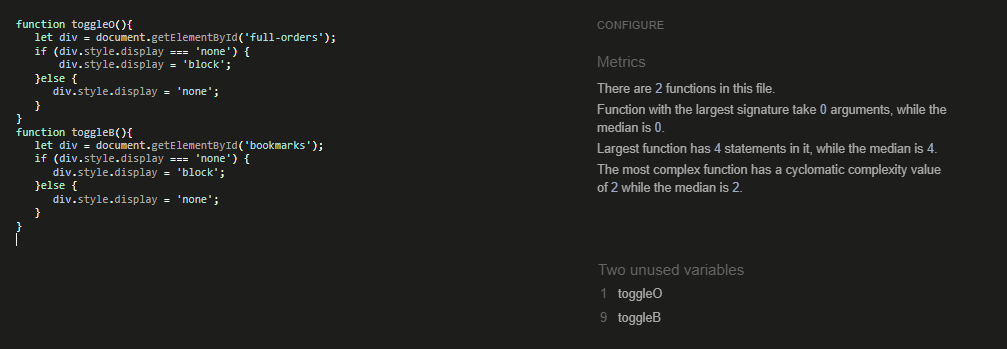 function toggleO(){
let div = document.getElementById('full-orders');
if (div.style.display === 'none') {
div.style.display = 'block';
}else {
div.style.display = 'none';
}
}
function toggleB(){
let div = document.getElementById('bookmarks');
if (div.style.display === 'none') {
div.style.display = 'block';
}else {
div.style.display = 'none';
}
}
CONFIGURE
Metrics
There are 2 functions in this file.
Function with the largest signature take 0 arguments, while the
median is 0.
Largest function has 4 statements in it, while the median is 4.
The most complex function has a cyclomatic complexity value
of 2 while the median is 2.
Two unused variables
1 toggleO
9 toggleB